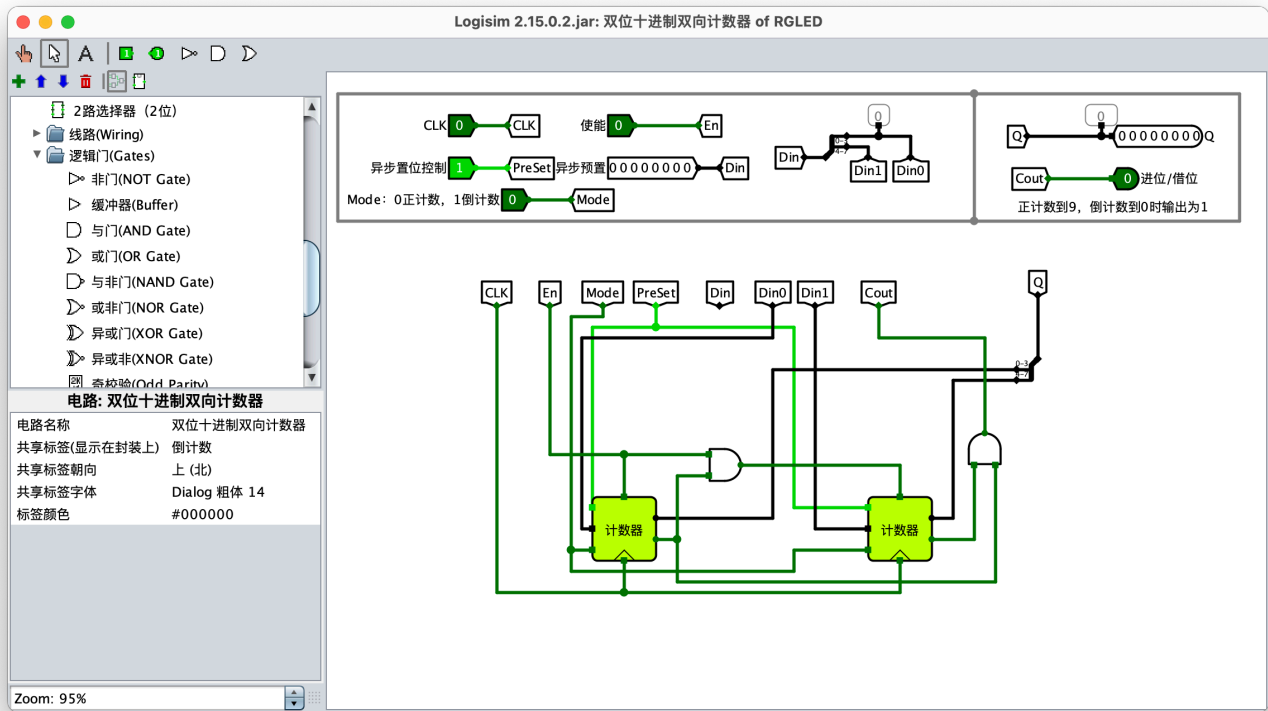 Logisim 2.15.0.2.jar: 双位十进制双向计数器 of RGLED
2路选择器 (2位)
线路(Wiring)
逻辑门(Gates)
非门(NOT Gate)
缓冲器(Buffer)
与门(AND Gate)
或门(OR Gate)
与非门(NAND Gate)
或非门(NOR Gate)
异或门(XOR Gate)
异或非(XNOR Gate)
奇校验(Odd Parity)
电路: 双位十进制双向计数器
电路名称 双位十进制双向计数器
共享标签(显示在封装上) 倒计数
共享标签朝向 上 (北)
共享标签字体 Dialog 粗体 14
标签颜色 #000000
Zoom: 95%
CLK 0 CLK 使能 0 En
异步置位控制 1 PreSet 异步预置 00000000 Din
Mode: 0正计数，1倒计数 0 Mode
0
Din 0-3
4-7
Din1 Din0
0
Q 00000000 Q
Cout 0 进位/借位
正计数到9，倒计数到0时输出为1
CLK En Mode PreSet Din Din0 Din1 Cout Q
0-3
4-7
计数器 计数器